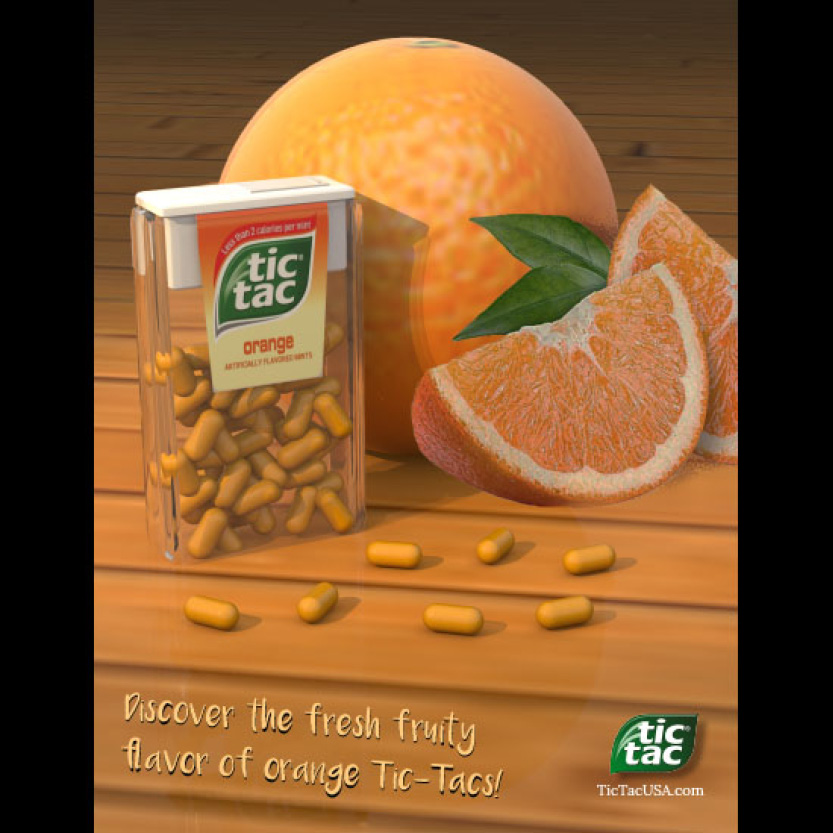 Less than 2 calories per mint
tic
tac
orange
ARTIFICIALLY FLAVORED MINTS
Discover the fresh fruity
flavor of orange Tic-Tacs!
tic
tac
TicTacUSA.com